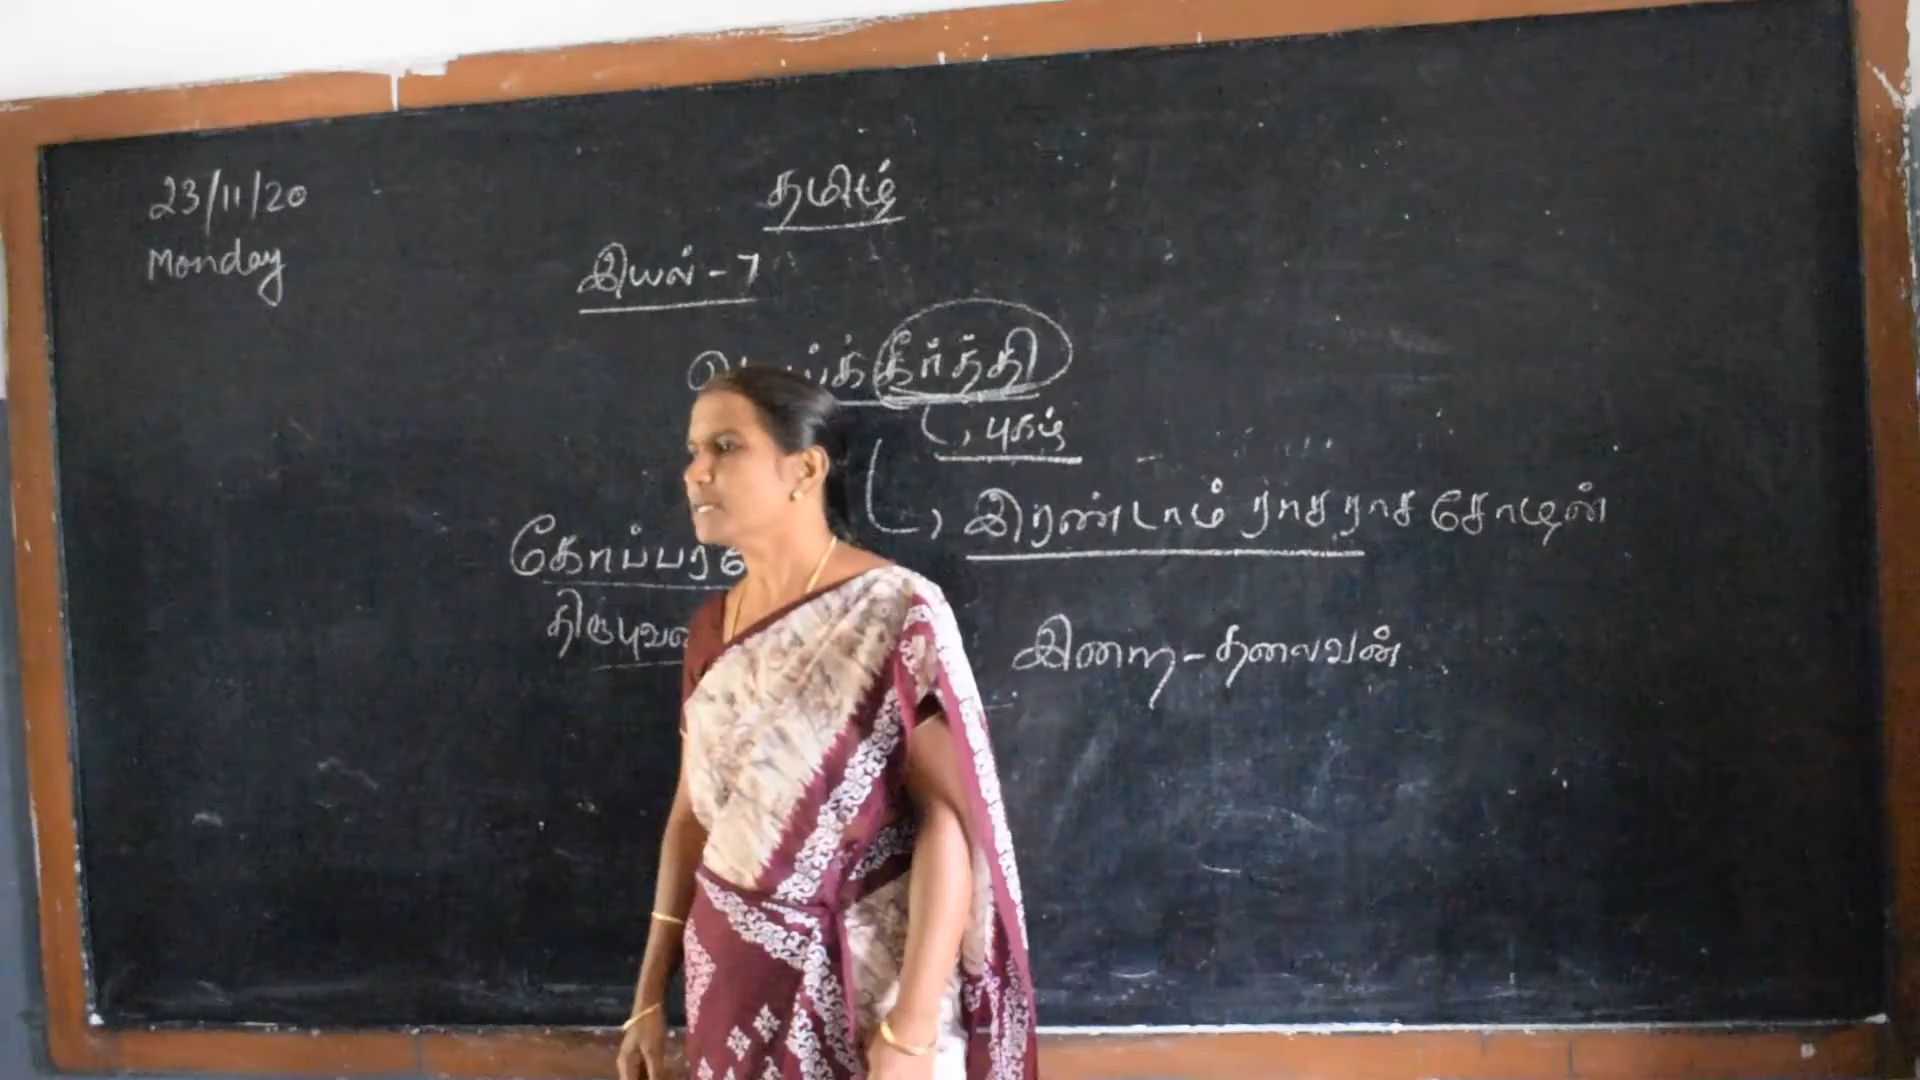 23/11/20
Monday
தமிழ்
இயல் - 7
கீர்த்தி
புகழ்
இரண்டாம் ராசராச சோழன்
இறை - தலைவன்